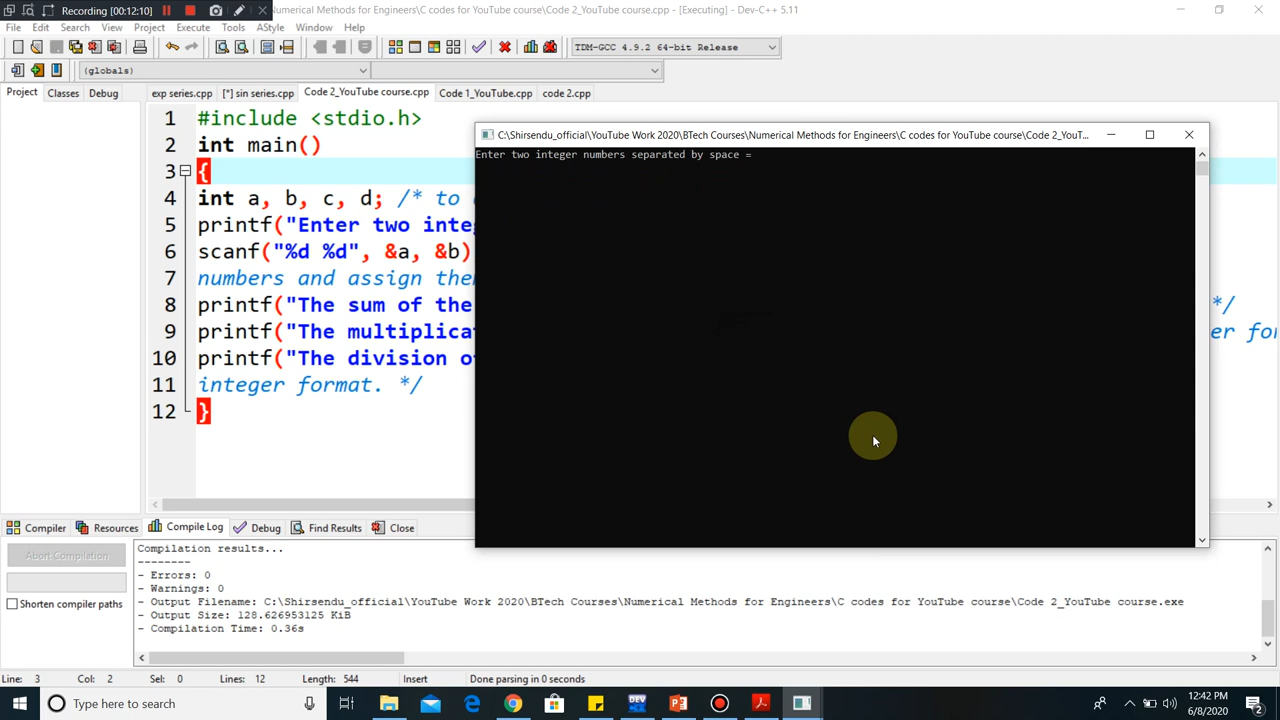 Recording [00:12:10]
Numerical Methods for Engineers\C codes for YouTube course\Code 2_YouTube course.cpp - [Executing] - Dev-C++ 5.11
File Edit Search View Project Execute Tools AStyle Window Help
TDM-GCC 4.9.2 64-bit Release
(globals)
Project Classes Debug
exp series.cpp [*] sin series.cpp Code 2_YouTube course.cpp Code 1_YouTube.cpp code 2.cpp
1 #include <stdio.h>
2 int main()
3 {
4 int a, b, c, d; /* to
5 printf("Enter two inte
6 scanf("%d %d", &a, &b)
7 numbers and assign the
8 printf("The sum of the */
9 printf("The multiplica er for
10 printf("The division o
11 integer format. */
12 }
C:\Shirsendu_official\YouTube Work 2020\BTech Courses\Numerical Methods for Engineers\C codes for YouTube course\Code 2_YouT...
Enter two integer numbers separated by space =
Compiler Resources Compile Log Debug Find Results Close
Abort Compilation
Shorten compiler paths
Compilation results...
--------
- Errors: 0
- Warnings: 0
- Output Filename: C:\Shirsendu_official\YouTube Work 2020\BTech Courses\Numerical Methods for Engineers\C codes for YouTube course\Code 2_YouTube course.exe
- Output Size: 128.626953125 KiB
- Compilation Time: 0.36s
Line: 3 Col: 2 Sel: 0 Lines: 12 Length: 544 Insert Done parsing in 0 seconds
Type here to search
DEV
12:42 PM
6/8/2020
2